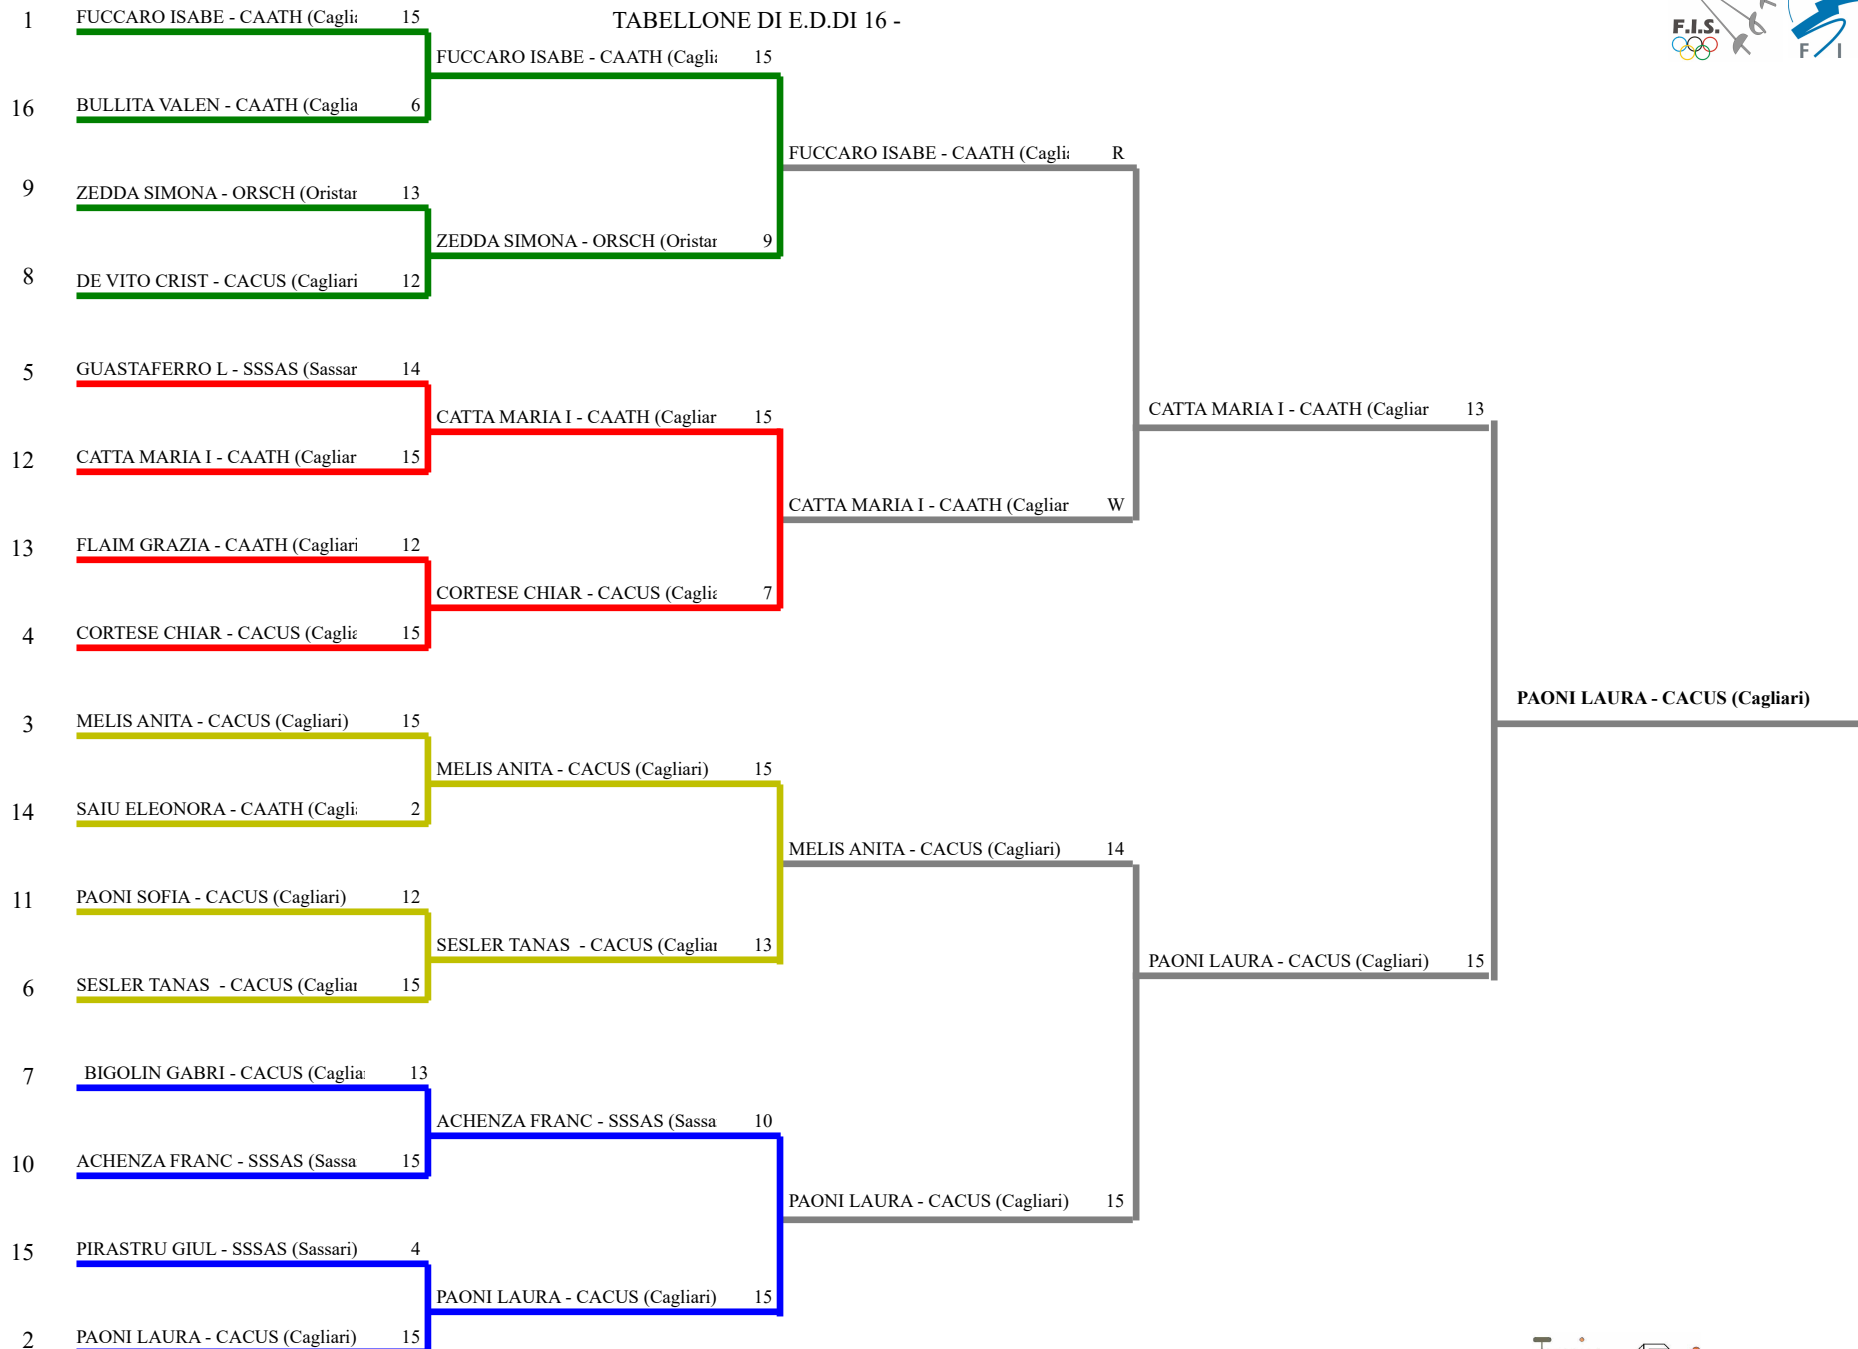 TABELLONE DI E.D.DI 16 -
F.I.S.
F I
1 FUCCARO ISABE - CAATH (Caglia 15
FUCCARO ISABE - CAATH (Caglia 15
16 BULLITA VALEN - CAATH (Caglia 6
FUCCARO ISABE - CAATH (Caglia R
9 ZEDDA SIMONA - ORSCH (Oristan 13
ZEDDA SIMONA - ORSCH (Oristan 9
8 DE VITO CRIST - CACUS (Cagliari 12
5 GUASTAFERRO L - SSSAS (Sassar 14
CATTA MARIA I - CAATH (Cagliar 15
CATTA MARIA I - CAATH (Cagliar 13
12 CATTA MARIA I - CAATH (Cagliar 15
CATTA MARIA I - CAATH (Cagliar W
13 FLAIM GRAZIA - CAATH (Cagliari 12
CORTESE CHIAR - CACUS (Caglia 7
4 CORTESE CHIAR - CACUS (Caglia 15
PAONI LAURA - CACUS (Cagliari)
3 MELIS ANITA - CACUS (Cagliari) 15
MELIS ANITA - CACUS (Cagliari) 15
14 SAIU ELEONORA - CAATH (Caglia 2
MELIS ANITA - CACUS (Cagliari) 14
11 PAONI SOFIA - CACUS (Cagliari) 12
SESLER TANAS - CACUS (Cagliar 13
PAONI LAURA - CACUS (Cagliari) 15
6 SESLER TANAS - CACUS (Cagliar 15
7 BIGOLIN GABRI - CACUS (Cagliar 13
ACHENZA FRANC - SSSAS (Sassa 10
10 ACHENZA FRANC - SSSAS (Sassa 15
PAONI LAURA - CACUS (Cagliari) 15
15 PIRASTRU GIUL - SSSAS (Sassari) 4
PAONI LAURA - CACUS (Cagliari) 15
2 PAONI LAURA - CACUS (Cagliari) 15